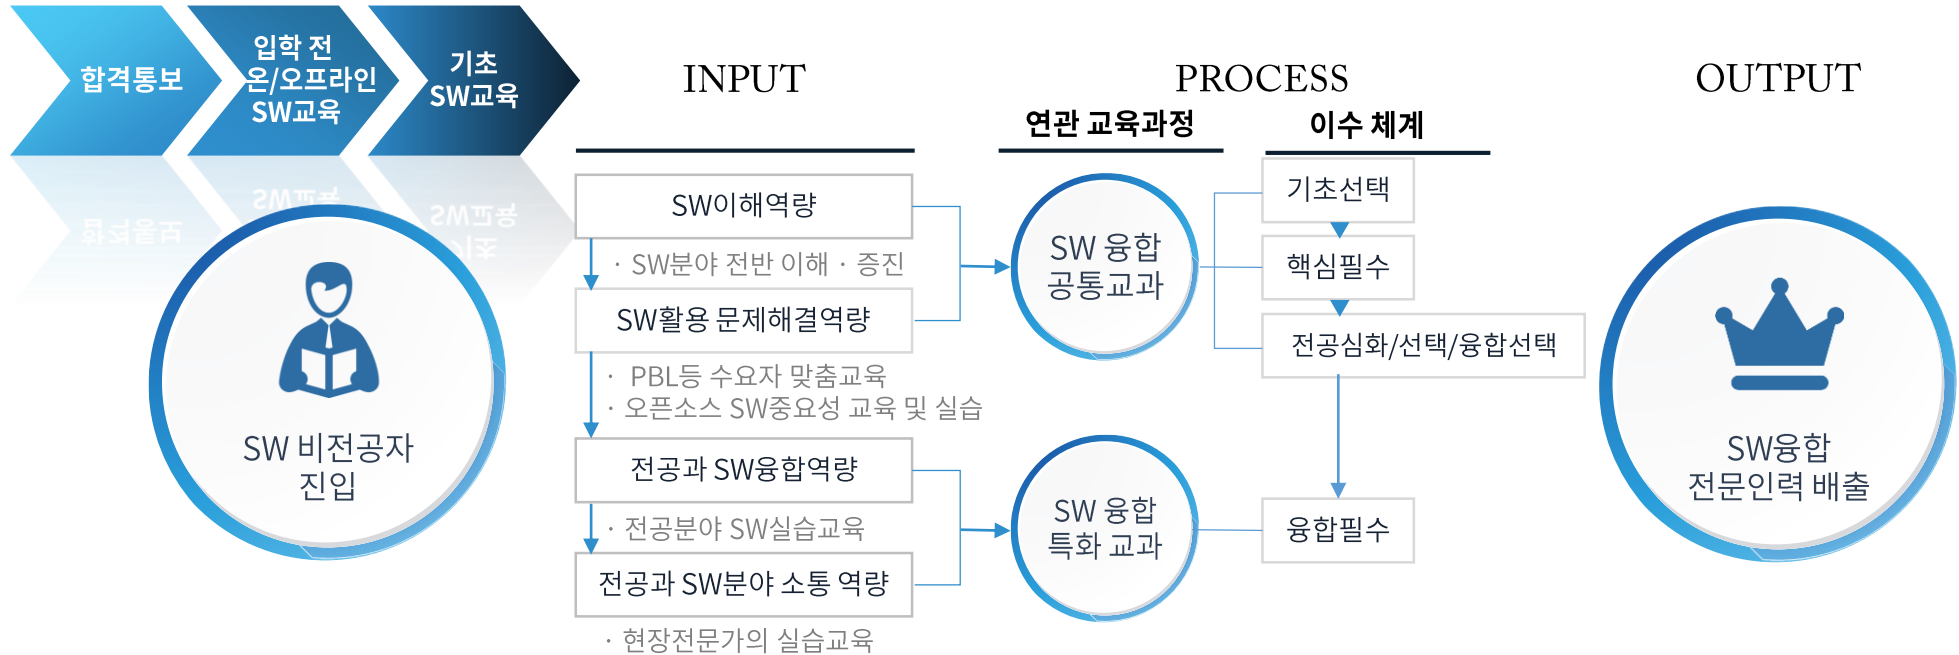 합격통보
입학 전
온/오프라인
SW교육
기초
SW교육
SW 비전공자
진입
INPUT
SW이해역량
· SW분야 전반 이해 · 증진
SW활용 문제해결역량
· PBL등 수요자 맞춤교육
· 오픈소스 SW중요성 교육 및 실습
전공과 SW융합역량
· 전공분야 SW실습교육
전공과 SW분야 소통 역량
· 현장전문가의 실습교육
PROCESS
연관 교육과정
SW 융합
공통교과
SW 융합
특화 교과
이수 체계
기초선택
핵심필수
전공심화/선택/융합선택
융합필수
OUTPUT
SW융합
전문인력 배출